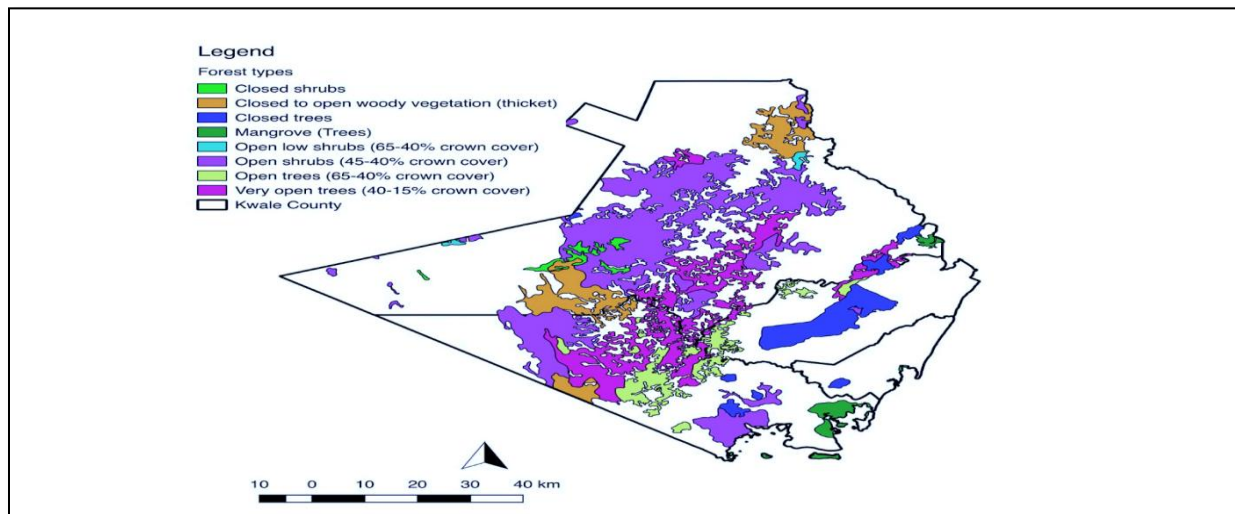 Legend
Forest types
Closed shrubs
Closed to open woody vegetation (thicket)
Closed trees
Mangrove (Trees)
Open low shrubs (65-40% crown cover)
Open shrubs (45-40% crown cover)
Open trees (65-40% crown cover)
Very open trees (40-15% crown cover)
Kwale County
10 0 10 20 30 40 km